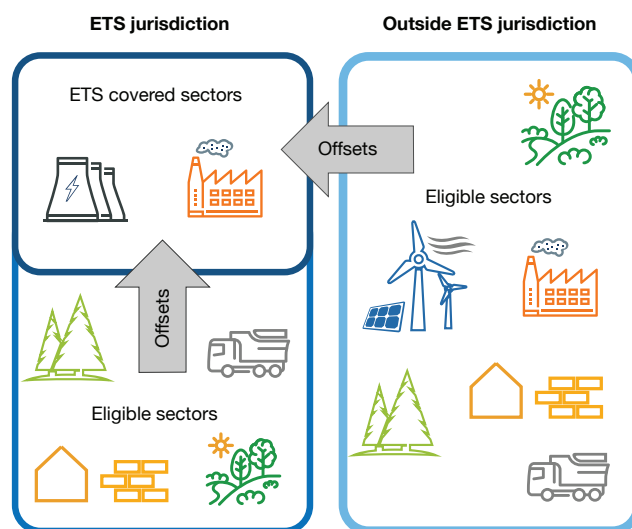 ETS jurisdiction
Outside ETS jurisdiction
ETS covered sectors
Offsets
Eligible sectors
Offsets
Eligible sectors